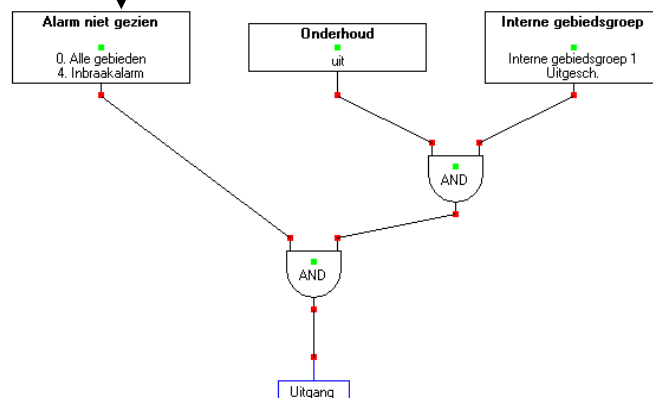 Alarm niet gezien
0. Alle gebieden
4. Inbraakalarm
Onderhoud
uit
Interne gebiedsgroep
Interne gebiedsgroep 1
Uitgesch.
AND
AND
Uitgang